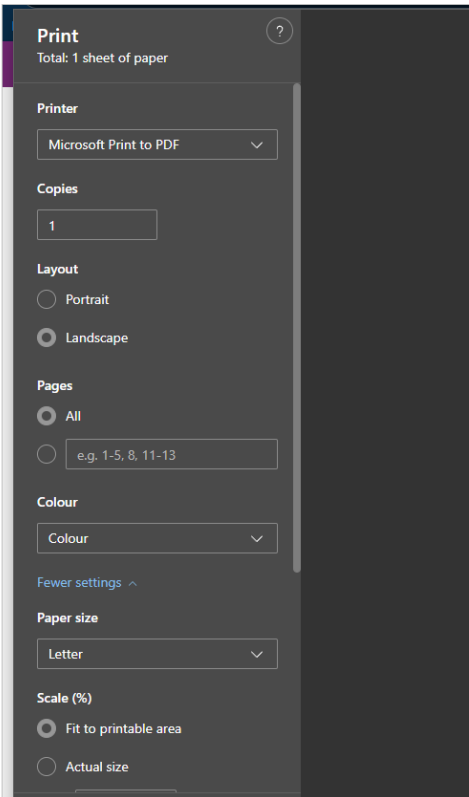 Print
?
Total: 1 sheet of paper
Printer
Microsoft Print to PDF
Copies
1
Layout
Portrait
Landscape
Pages
All
e.g. 1-5, 8, 11-13
Colour
Colour
Fewer settings
Paper size
Letter
Scale (%)
Fit to printable area
Actual size